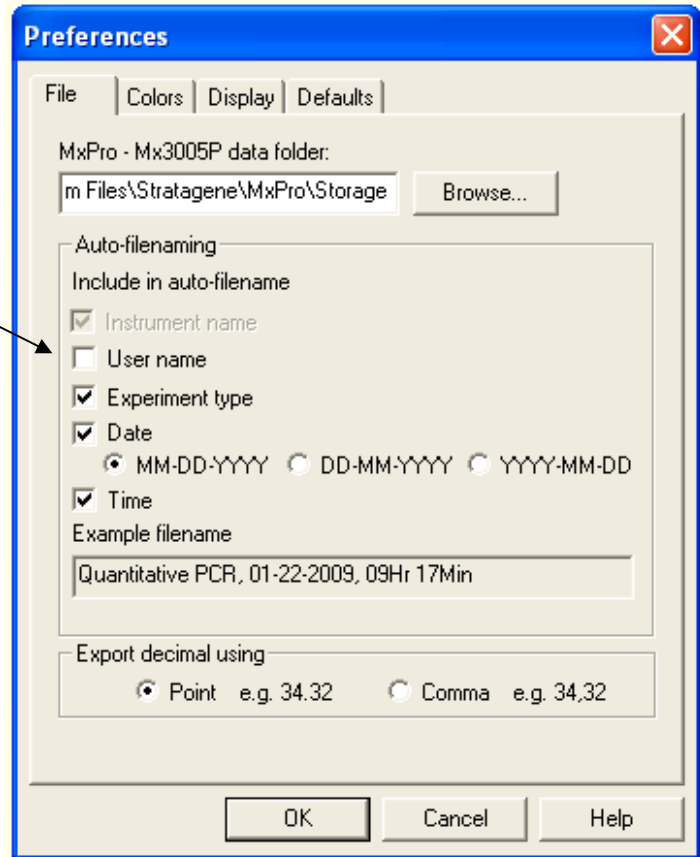 Preferences
File Colors Display Defaults
MxPro - Mx3005P data folder:
m Files\Stratagene\MxPro\Storage Browse...
Auto-filenaming
Include in auto-filename
Instrument name
User name
Experiment type
Date
MM-DD-YYYY DD-MM-YYYY YYYY-MM-DD
Time
Example filename
Quantitative PCR, 01-22-2009, 09Hr 17Min
Export decimal using
Point e.g. 34.32 Comma e.g. 34,32
OK Cancel Help